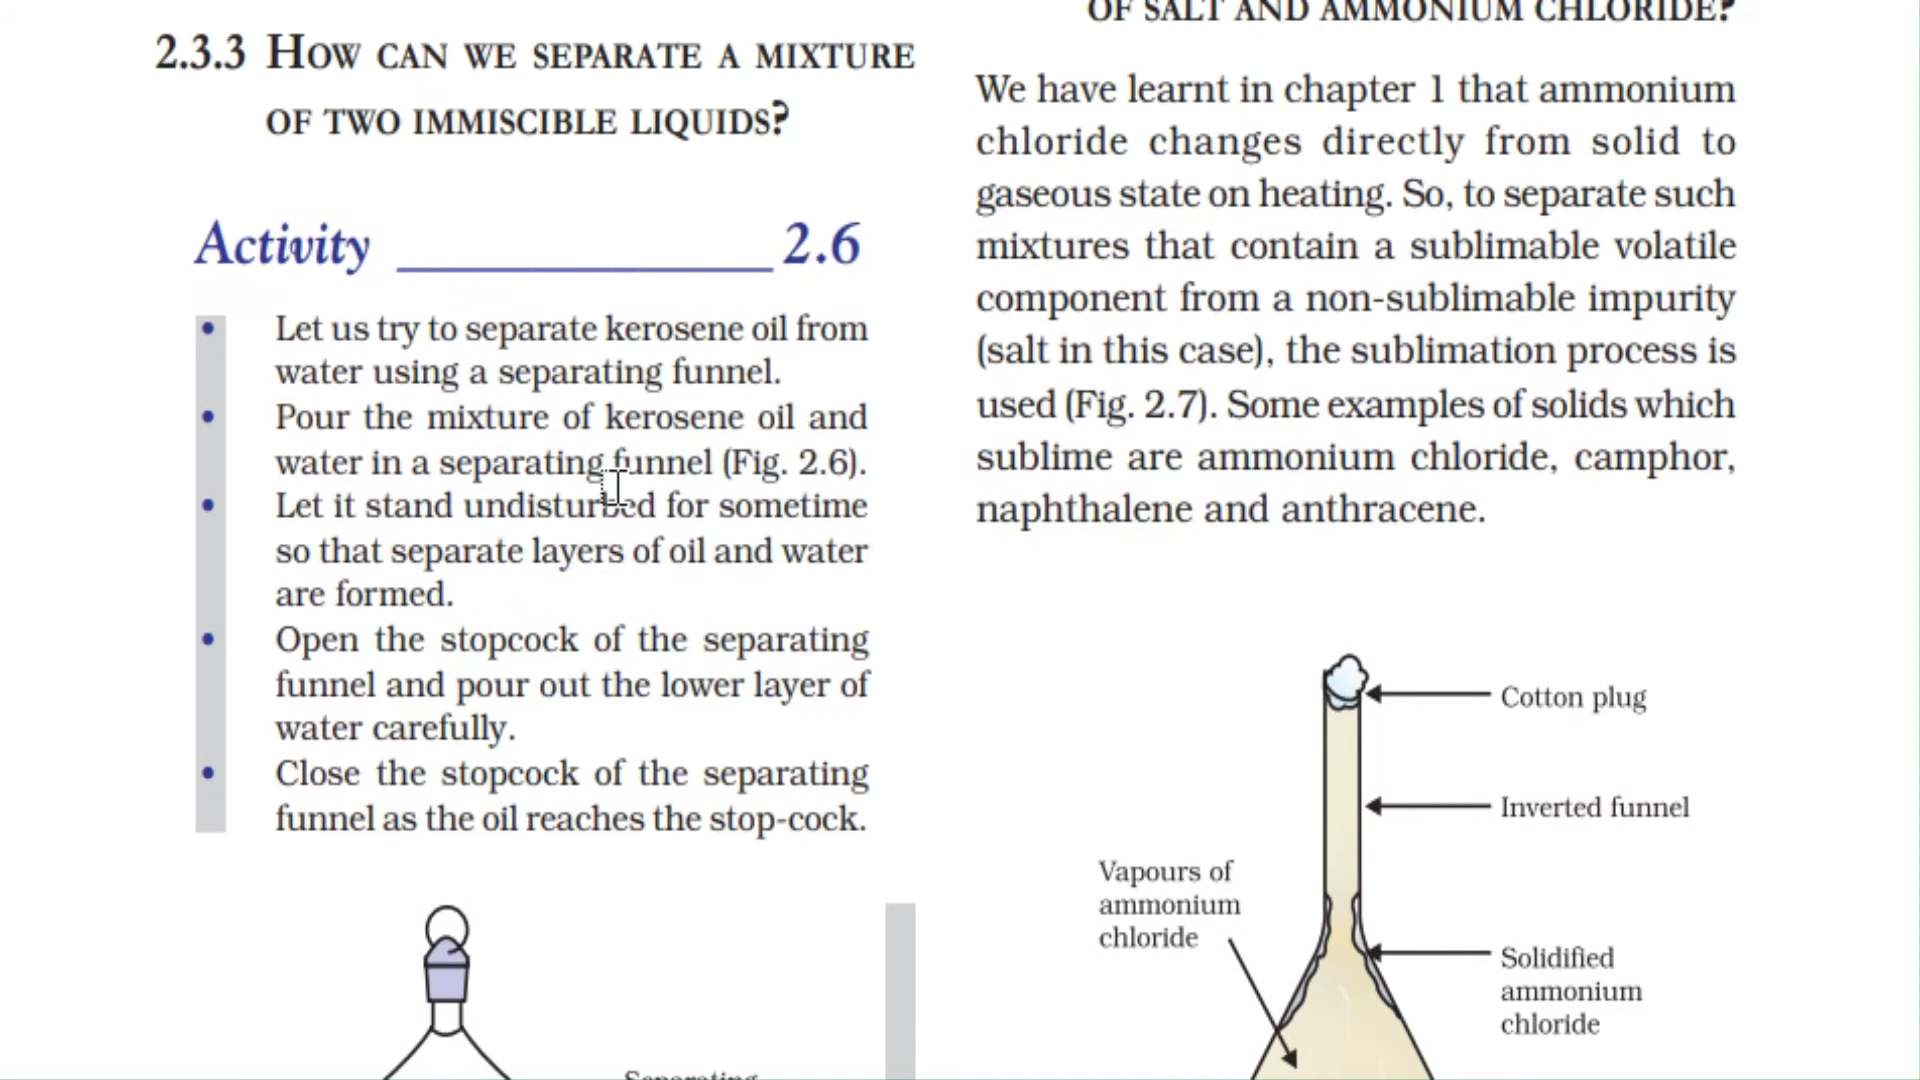 2.3.3 HOW CAN WE SEPARATE A MIXTURE
OF TWO IMMISCIBLE LIQUIDS?
Activity 2.6
• Let us try to separate kerosene oil from
water using a separating funnel.
• Pour the mixture of kerosene oil and
water in a separating funnel (Fig. 2.6).
• Let it stand undisturbed for sometime
so that separate layers of oil and water
are formed.
• Open the stopcock of the separating
funnel and pour out the lower layer of
water carefully.
• Close the stopcock of the separating
funnel as the oil reaches the stop-cock.
Separating
OF SALT AND AMMONIUM CHLORIDE?
We have learnt in chapter 1 that ammonium
chloride changes directly from solid to
gaseous state on heating. So, to separate such
mixtures that contain a sublimable volatile
component from a non-sublimable impurity
(salt in this case), the sublimation process is
used (Fig. 2.7). Some examples of solids which
sublime are ammonium chloride, camphor,
naphthalene and anthracene.
Cotton plug
Inverted funnel
Vapours of
ammonium
chloride
Solidified
ammonium
chloride